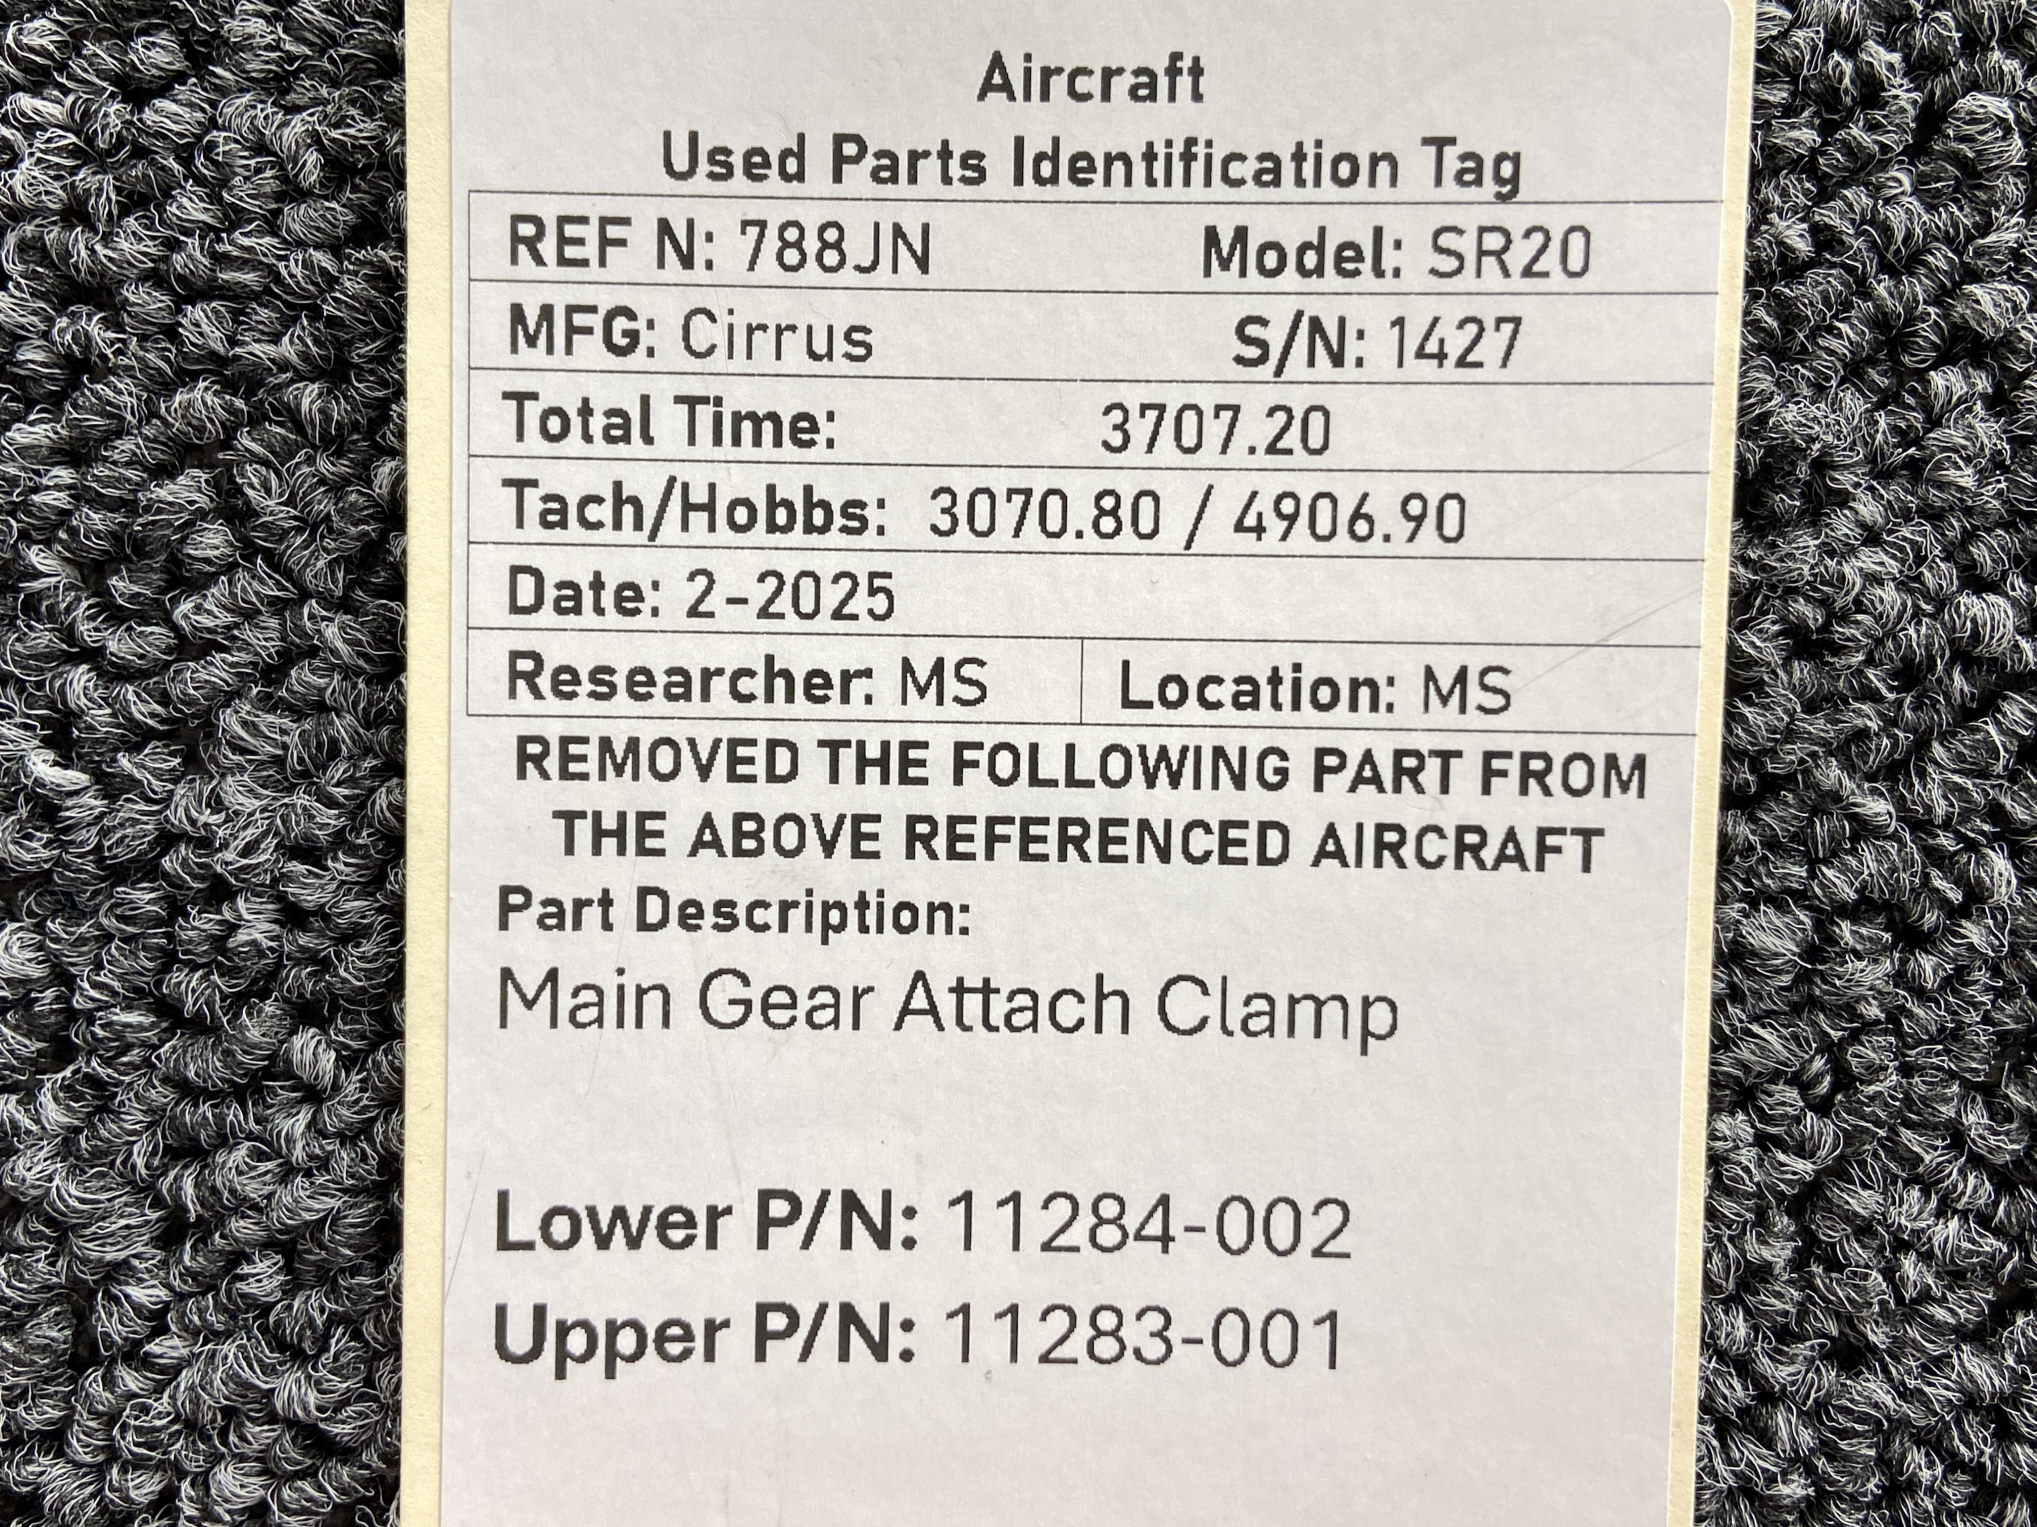 Aircraft
Used Parts Identification Tag
REF N: 788JN Model: SR20
MFG: Cirrus S/N: 1427
Total Time: 3707.20
Tach/Hobbs: 3070.80 / 4906.90
Date: 2-2025
Researcher: MS Location: MS
REMOVED THE FOLLOWING PART FROM
THE ABOVE REFERENCED AIRCRAFT
Part Description:
Main Gear Attach Clamp
Lower P/N: 11284-002
Upper P/N: 11283-001